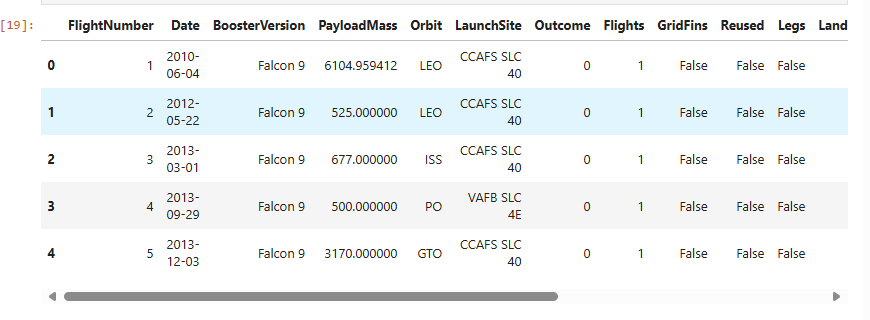 [19]:
FlightNumber Date BoosterVersion PayloadMass Orbit LaunchSite Outcome Flights GridFins Reused Legs Land
0 1 2010-06-04 Falcon 9 6104.959412 LEO CCAFS SLC 40 0 1 False False False
1 2 2012-05-22 Falcon 9 525.000000 LEO CCAFS SLC 40 0 1 False False False
2 3 2013-03-01 Falcon 9 677.000000 ISS CCAFS SLC 40 0 1 False False False
3 4 2013-09-29 Falcon 9 500.000000 PO VAFB SLC 4E 0 1 False False False
4 5 2013-12-03 Falcon 9 3170.000000 GTO CCAFS SLC 40 0 1 False False False